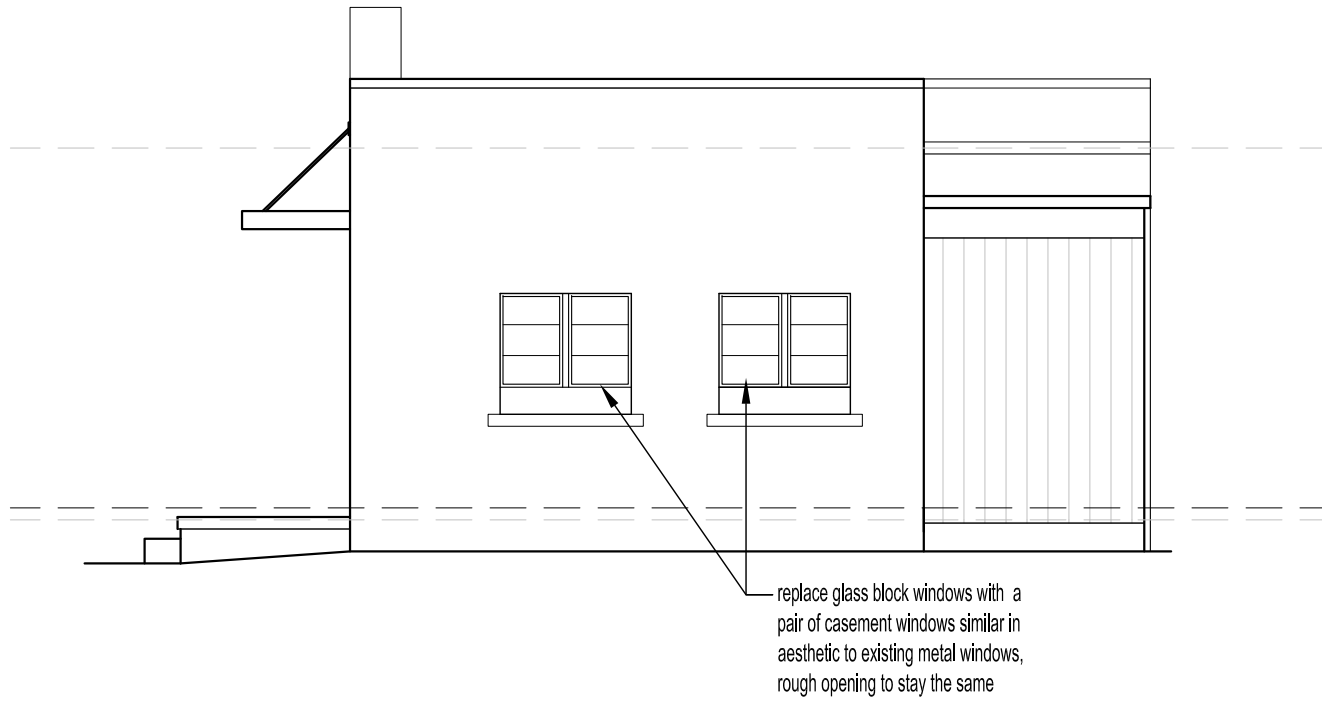 replace glass block windows with a
pair of casement windows similar in
aesthetic to existing metal windows,
rough opening to stay the same